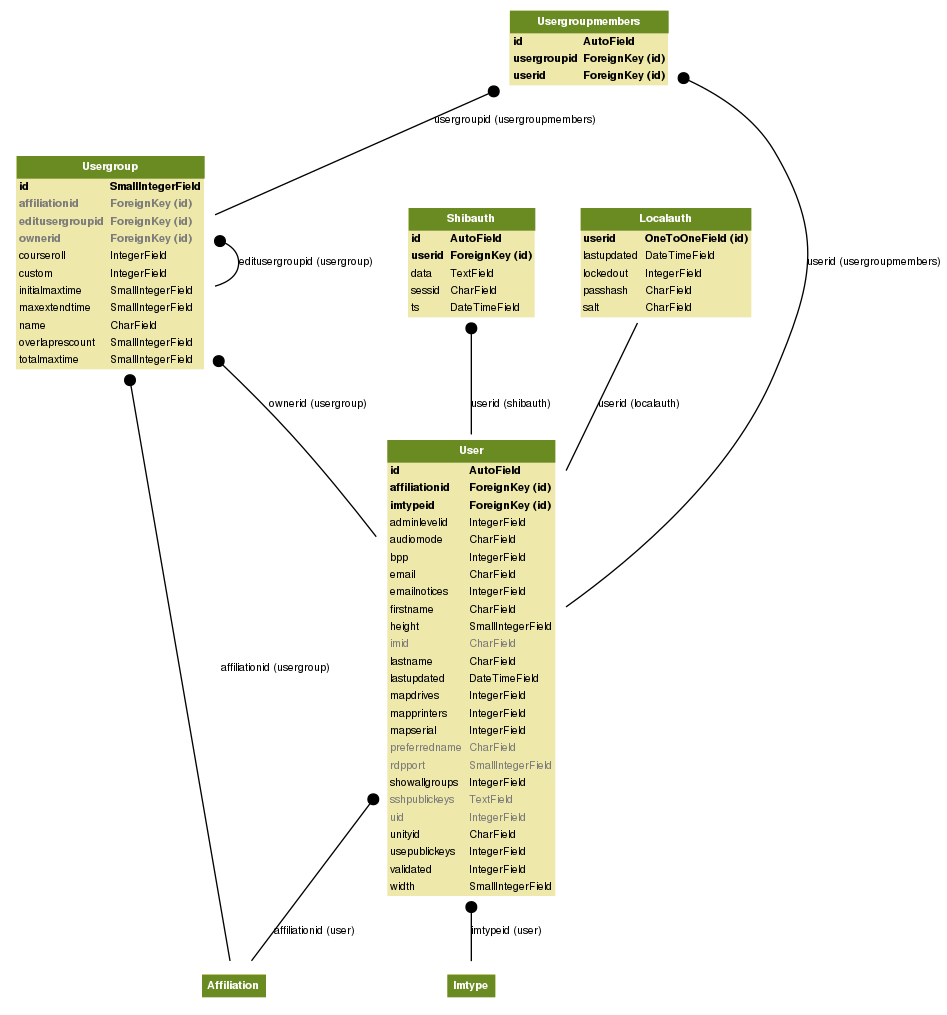 Usergroupmembers
id AutoField
usergroupid ForeignKey (id)
userid ForeignKey (id)
usergroupid (usergroupmembers)
Usergroup
id SmallIntegerField
affiliationid ForeignKey (id)
editusergroupid ForeignKey (id)
ownerid ForeignKey (id)
courseroll IntegerField
custom IntegerField
initialmaxtime SmallIntegerField
maxextendtime SmallIntegerField
name CharField
overlaprescount SmallIntegerField
totalmaxtime SmallIntegerField
editusergroupid (usergroup)
Shibauth
id AutoField
userid ForeignKey (id)
data TextField
sessid CharField
ts DateTimeField
Localauth
userid OneToOneField (id)
lastupdated DateTimeField
lockedout IntegerField
passhash CharField
salt CharField
userid (usergroupmembers)
ownerid (usergroup)
userid (shibauth)
userid (localauth)
User
id AutoField
affiliationid ForeignKey (id)
imtypeid ForeignKey (id)
adminlevelid IntegerField
audiomode CharField
bpp IntegerField
email CharField
emailnotices IntegerField
firstname CharField
height SmallIntegerField
imid CharField
lastname CharField
lastupdated DateTimeField
mapdrives IntegerField
mapprinters IntegerField
mapserial IntegerField
preferredname CharField
rdpport SmallIntegerField
showallgroups IntegerField
sshpublickeys TextField
uid IntegerField
unityid CharField
usepublickeys IntegerField
validated IntegerField
width SmallIntegerField
affiliationid (usergroup)
affiliationid (user)
imtypeid (user)
Affiliation
Imtype